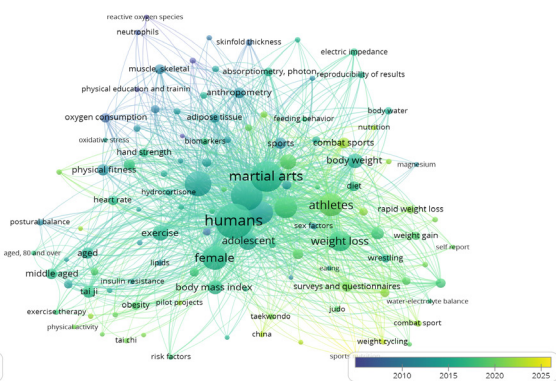 reactive oxygen species
neutrophils
skinfold thickness
electric impedance
muscle, skeletal
absorptiometry, photon
reproducibility of results
physical education and trainin
anthropometry
body water
oxygen consumption
adipose tissue
feeding behavior
nutrition
oxidative stress
biomarkers
sports
combat sports
hand strength
body weight
magnesium
physical fitness
martial arts
diet
hydrocortisone
heart rate
athletes
rapid weight loss
postural balance
humans
sex factors
exercise
adolescent
weight loss
weight gain
self report
aged, 80 and over
aged
female
wrestling
lipids
eating
middle aged
insulin resistance
body mass index
surveys and questionnaires
tai ji
obesity
pilot projects
water-electrolyte balance
exercise therapy
taekwondo
judo
physical activity
combat sport
tai chi
china
weight cycling
risk factors
sports
2010
2015
2020
2025